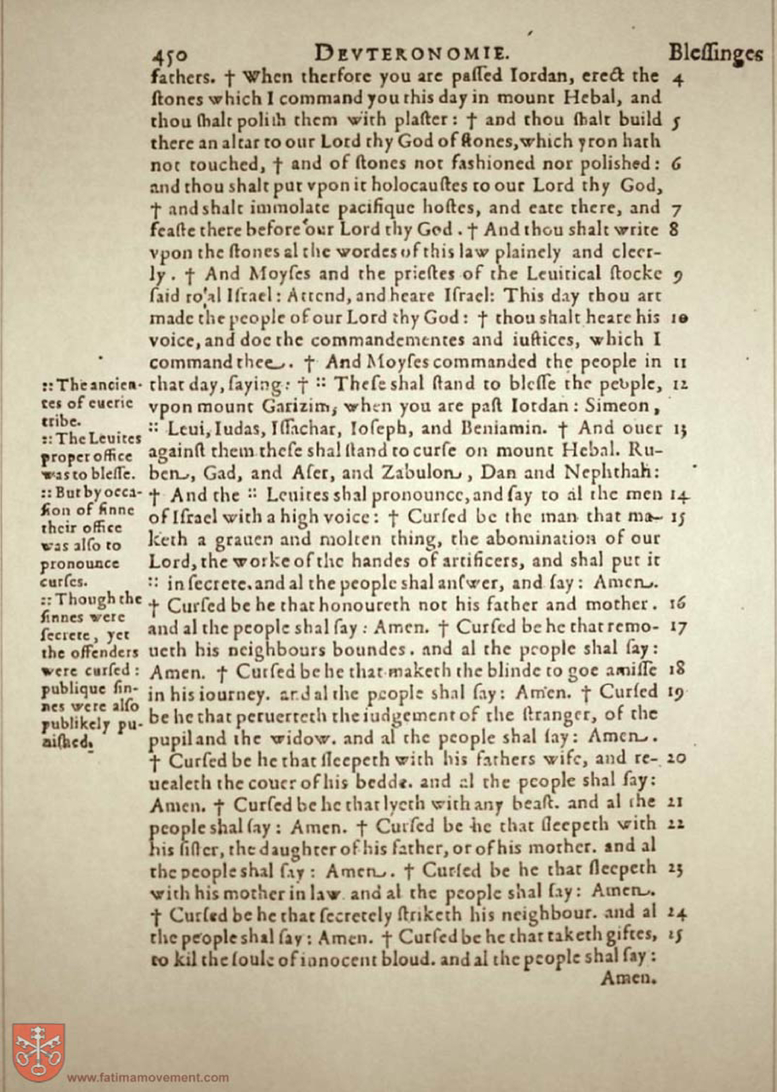 450 DEVTERONOMIE. Bleſſinges
fathers. † When therfore you are paſſed Iordan, erect the 4
ſtones which I command you this day in mount Hebal, and
thou ſhalt poliſh them with plaſter: † and thou ſhalt build 5
there an altar to our Lord thy God of ſtones, which yron hath
not touched, † and of ſtones not faſhioned nor poliſhed: 6
and thou shalt put vpon it holocauſtes to our Lord thy God,
† and shalt immolate pacifique hoſtes, and eate there, and 7
feaſte there before our Lord thy God. † And thou shalt write 8
vpon the ſtones al the wordes of this law plainely and cleer-
ly. † And Moyſes and the prieſtes of the Leuitical ſtocke 9
ſaid to al Iſrael: Attend, and heare Iſrael: This day thou art
made the people of our Lord thy God: † thou shalt heare his 10
voice, and doe the commandementes and iuſtices, which I
command thee. † And Moyſes commanded the people in 11
that day, ſaying: † :: Theſe shal ſtand to bleſſe the people, 12
vpon mount Garizim, when you are paſt Iordan: Simeon,
:: Leui, Iudas, Iſſachar, Ioſeph, and Beniamin. † And ouer 13
againſt them theſe shal ſtand to curſe on mount Hebal. Ru-
ben, Gad, and Aſer, and Zabulon, Dan and Nephthali:
† And the :: Leuites shal pronounce, and ſay to al the men 14
of Iſrael with a high voice: † Curſed be the man that ma- 15
keth a grauen and molten thing, the abomination of our
Lord, the worke of the handes of artificers, and shal put it
:: in ſecrete. and al the people shal anſwer, and ſay: Amen.
† Curſed be he that honoureth not his father and mother. 16
and al the people shal ſay: Amen. † Curſed be he that remo- 17
ueth his neighbours boundes. and al the people shal ſay:
Amen. † Curſed be he that maketh the blinde to goe amiſſe 18
in his iourney. and al the people shal ſay: Amen. † Curſed 19
be he that peruerteth the iudgement of the ſtranger, of the
pupil and the widow. and al the people shal ſay: Amen.
† Curſed be he that ſleepeth with his fathers wife, and re- 20
uealeth the couer of his bedde. and al the people shal ſay:
Amen. † Curſed be he that lyeth with any beaſt. and al the 21
people shal ſay: Amen. † Curſed be he that ſleepeth with 22
his ſiſter, the daughter of his father, or of his mother. and al
the people shal ſay: Amen. † Curſed be he that ſleepeth 23
with his mother in law. and al the people shal ſay: Amen.
† Curſed be he that ſecretely ſtriketh his neighbour. and al 24
the people shal ſay: Amen. † Curſed be he that taketh giftes, 25
to kil the ſoule of innocent bloud. and al the people shal ſay:
Amen.
:: The ancien-
tes of euerie
tribe.
:: The Leuites
proper office
was to bleſſe.
:: But by occa-
ſion of ſinne
their office
was alſo to
pronounce
curſes.
:: Though the
ſinnes were
ſecrete, yet
the offenders
were curſed:
publique ſin-
nes were alſo
publikely pu-
niſhed.
www.fatimamovement.com